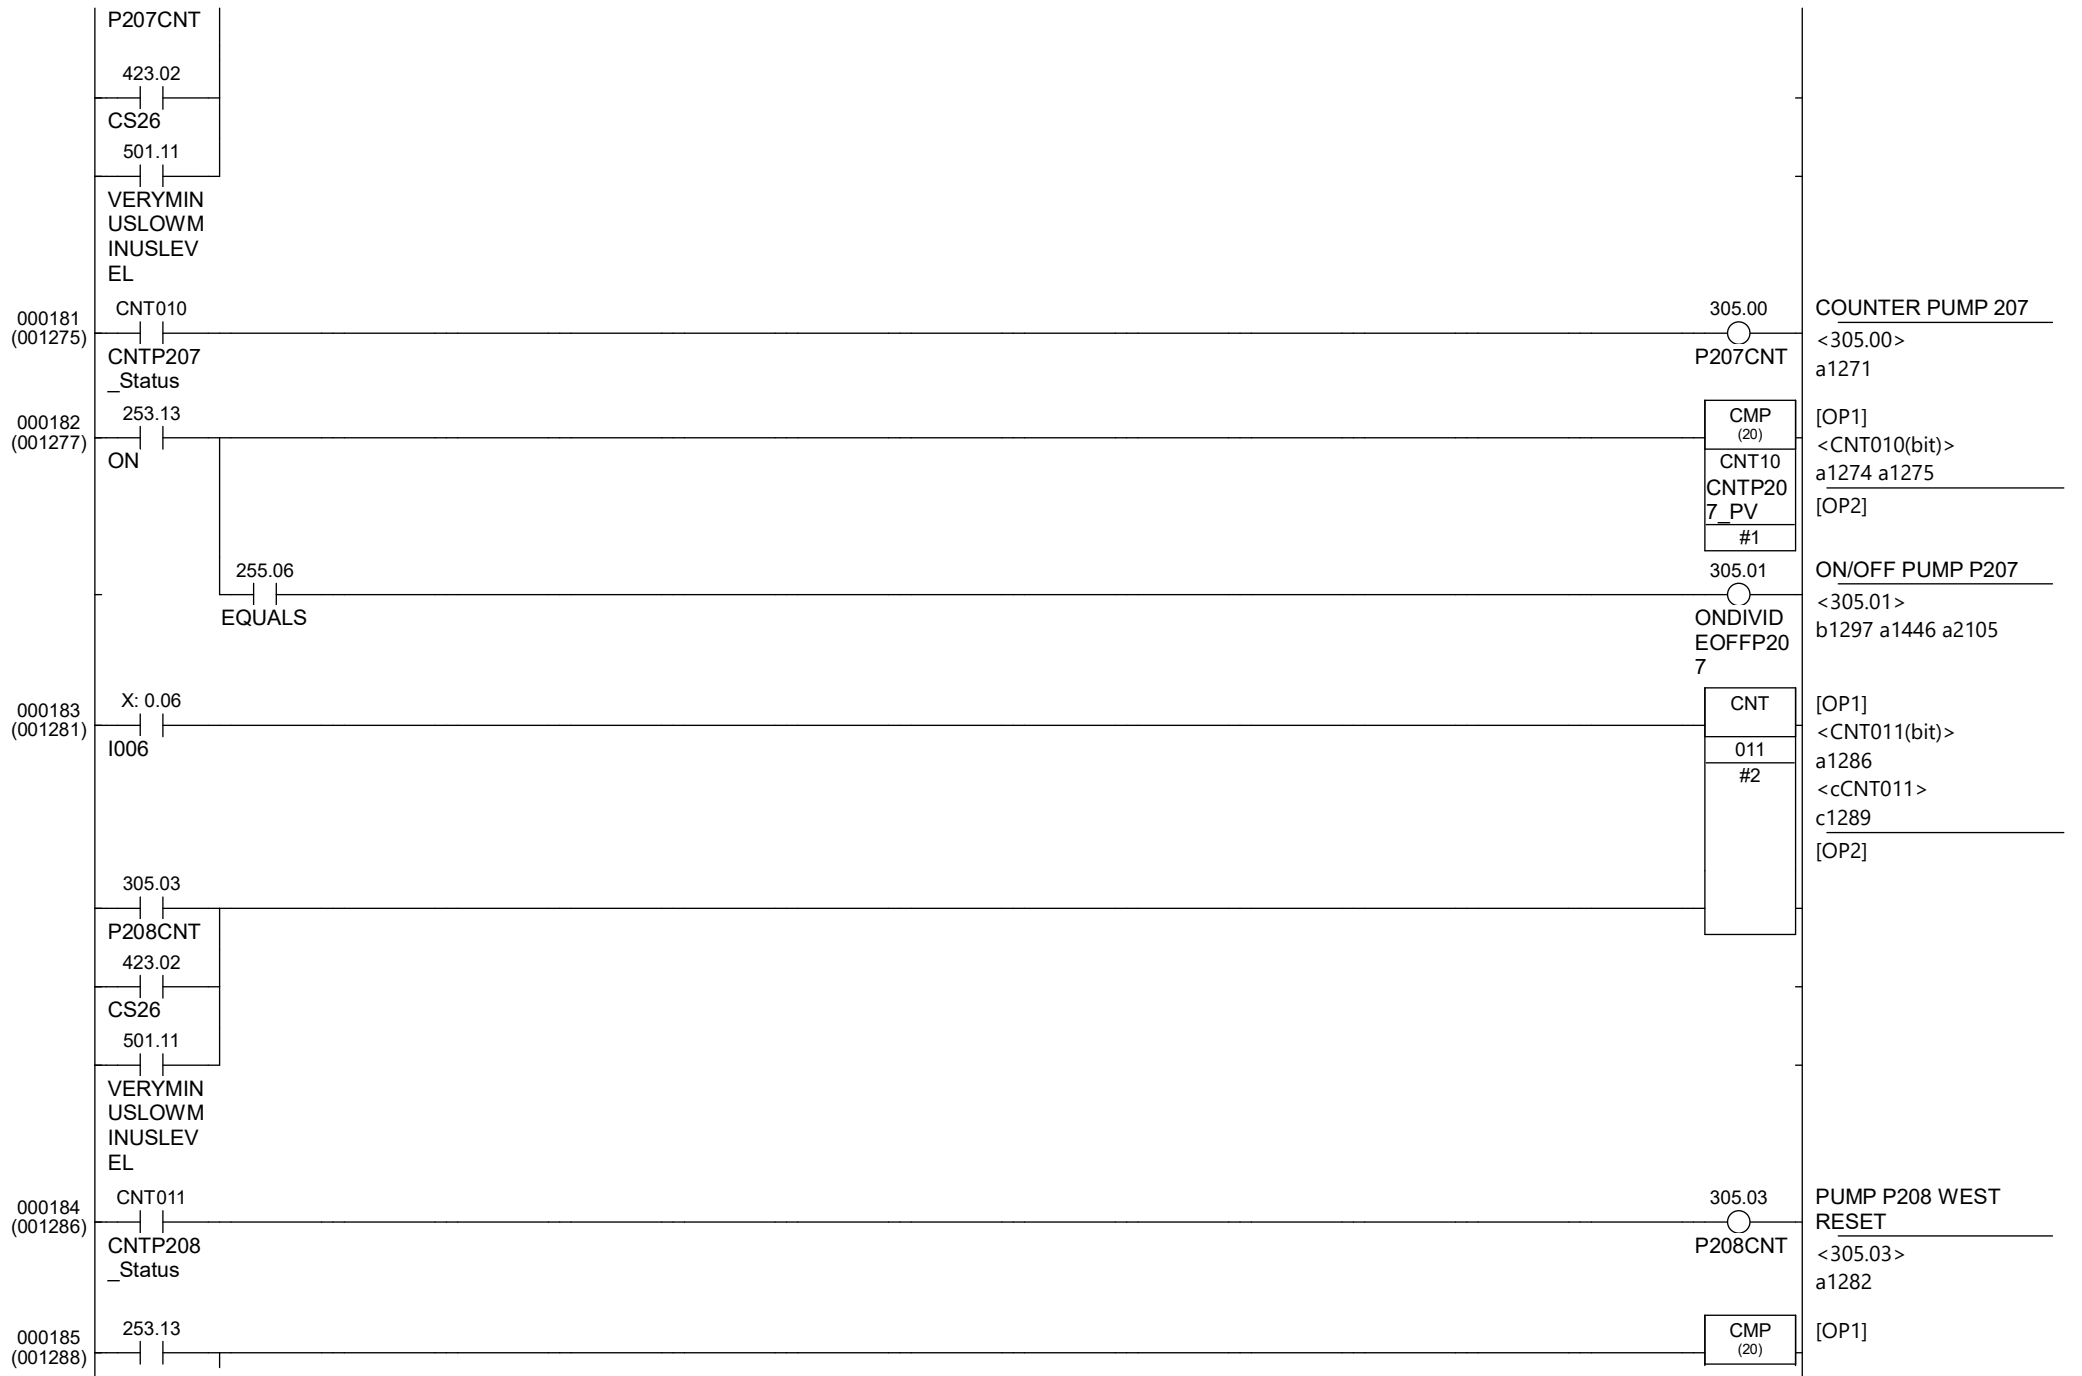 P207CNT
423.02
CS26
501.11
VERYMIN
USLOWM
INUSLEV
EL
000181
(001275)
CNT010
CNTP207
_Status
305.00
P207CNT
COUNTER PUMP 207
<305.00>
a1271
000182
(001277)
253.13
ON
CMP
(20)
CNT10
CNTP20
7_PV
#1
[OP1]
<CNT010(bit)>
a1274 a1275
[OP2]
255.06
EQUALS
305.01
ONDIVID
EOFFP20
7
ON/OFF PUMP P207
<305.01>
b1297 a1446 a2105
000183
(001281)
X: 0.06
I006
CNT
011
#2
[OP1]
<CNT011(bit)>
a1286
<cCNT011>
c1289
[OP2]
305.03
P208CNT
423.02
CS26
501.11
VERYMIN
USLOWM
INUSLEV
EL
000184
(001286)
CNT011
CNTP208
_Status
305.03
P208CNT
PUMP P208 WEST
RESET
<305.03>
a1282
000185
(001288)
253.13
CMP
(20)
[OP1]